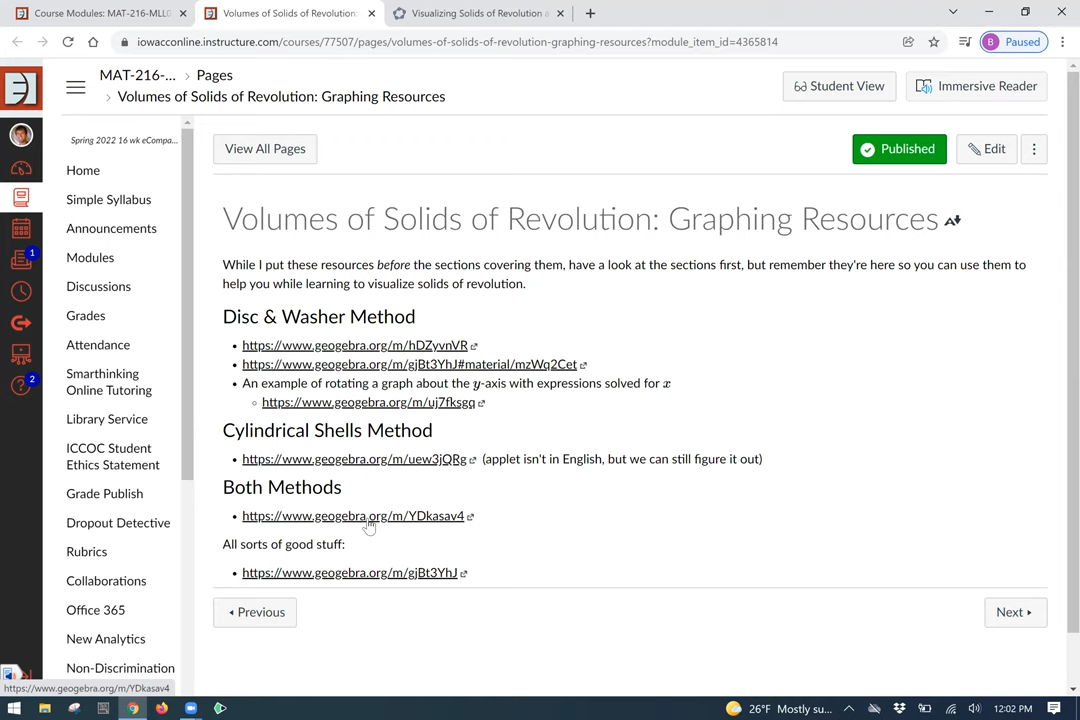 Course Modules: MAT-216-MLL0
Volumes of Solids of Revolution:
Visualizing Solids of Revolution a
Paused
iowacconline.instructure.com/courses/77507/pages/volumes-of-solids-of-revolution-graphing-resources?module_item_id=4365814
MAT-216-... › Pages
› Volumes of Solids of Revolution: Graphing Resources
Student View
Immersive Reader
Spring 2022 16 wk eCompa...
Home
Simple Syllabus
Announcements
Modules
Discussions
Grades
Attendance
Smarthinking
Online Tutoring
Library Service
ICCOC Student
Ethics Statement
Grade Publish
Dropout Detective
Rubrics
Collaborations
Office 365
New Analytics
Non-Discrimination
1
2
View All Pages
Published
Edit
Volumes of Solids of Revolution: Graphing Resources
While I put these resources before the sections covering them, have a look at the sections first, but remember they're here so you can use them to
help you while learning to visualize solids of revolution.
Disc & Washer Method
• https://www.geogebra.org/m/hDZyvnVR
• https://www.geogebra.org/m/gjBt3YhJ#material/mzWq2Cet
• An example of rotating a graph about the y-axis with expressions solved for x
◦ https://www.geogebra.org/m/uj7fksgq
Cylindrical Shells Method
• https://www.geogebra.org/m/uew3jQRg (applet isn't in English, but we can still figure it out)
Both Methods
• https://www.geogebra.org/m/YDkasav4
All sorts of good stuff:
• https://www.geogebra.org/m/gjBt3YhJ
Previous
Next
https://www.geogebra.org/m/YDkasav4
26°F Mostly su...
12:02 PM